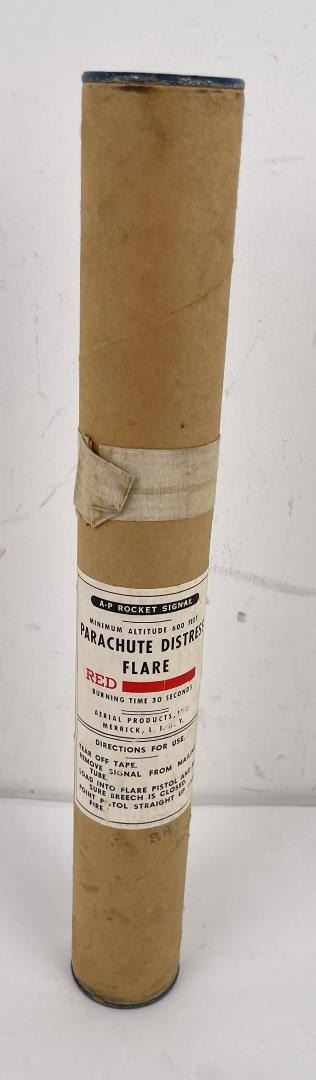 A-P ROCKET SIGNAL
MINIMUM ALTITUDE 600 FEET
PARACHUTE DISTRESS
FLARE
RED
BURNING TIME 30 SECONDS
AERIAL PRODUCTS,
MERRICK, L. I.,
DIRECTIONS FOR USE.
TEAR OFF TAPE.
REMOVE SIGNAL FROM
TUBE.
LOAD INTO FLARE PISTOL AND
SURE BREECH IS CLOSED.
POINT PISTOL STRAIGHT UP
FIRE.